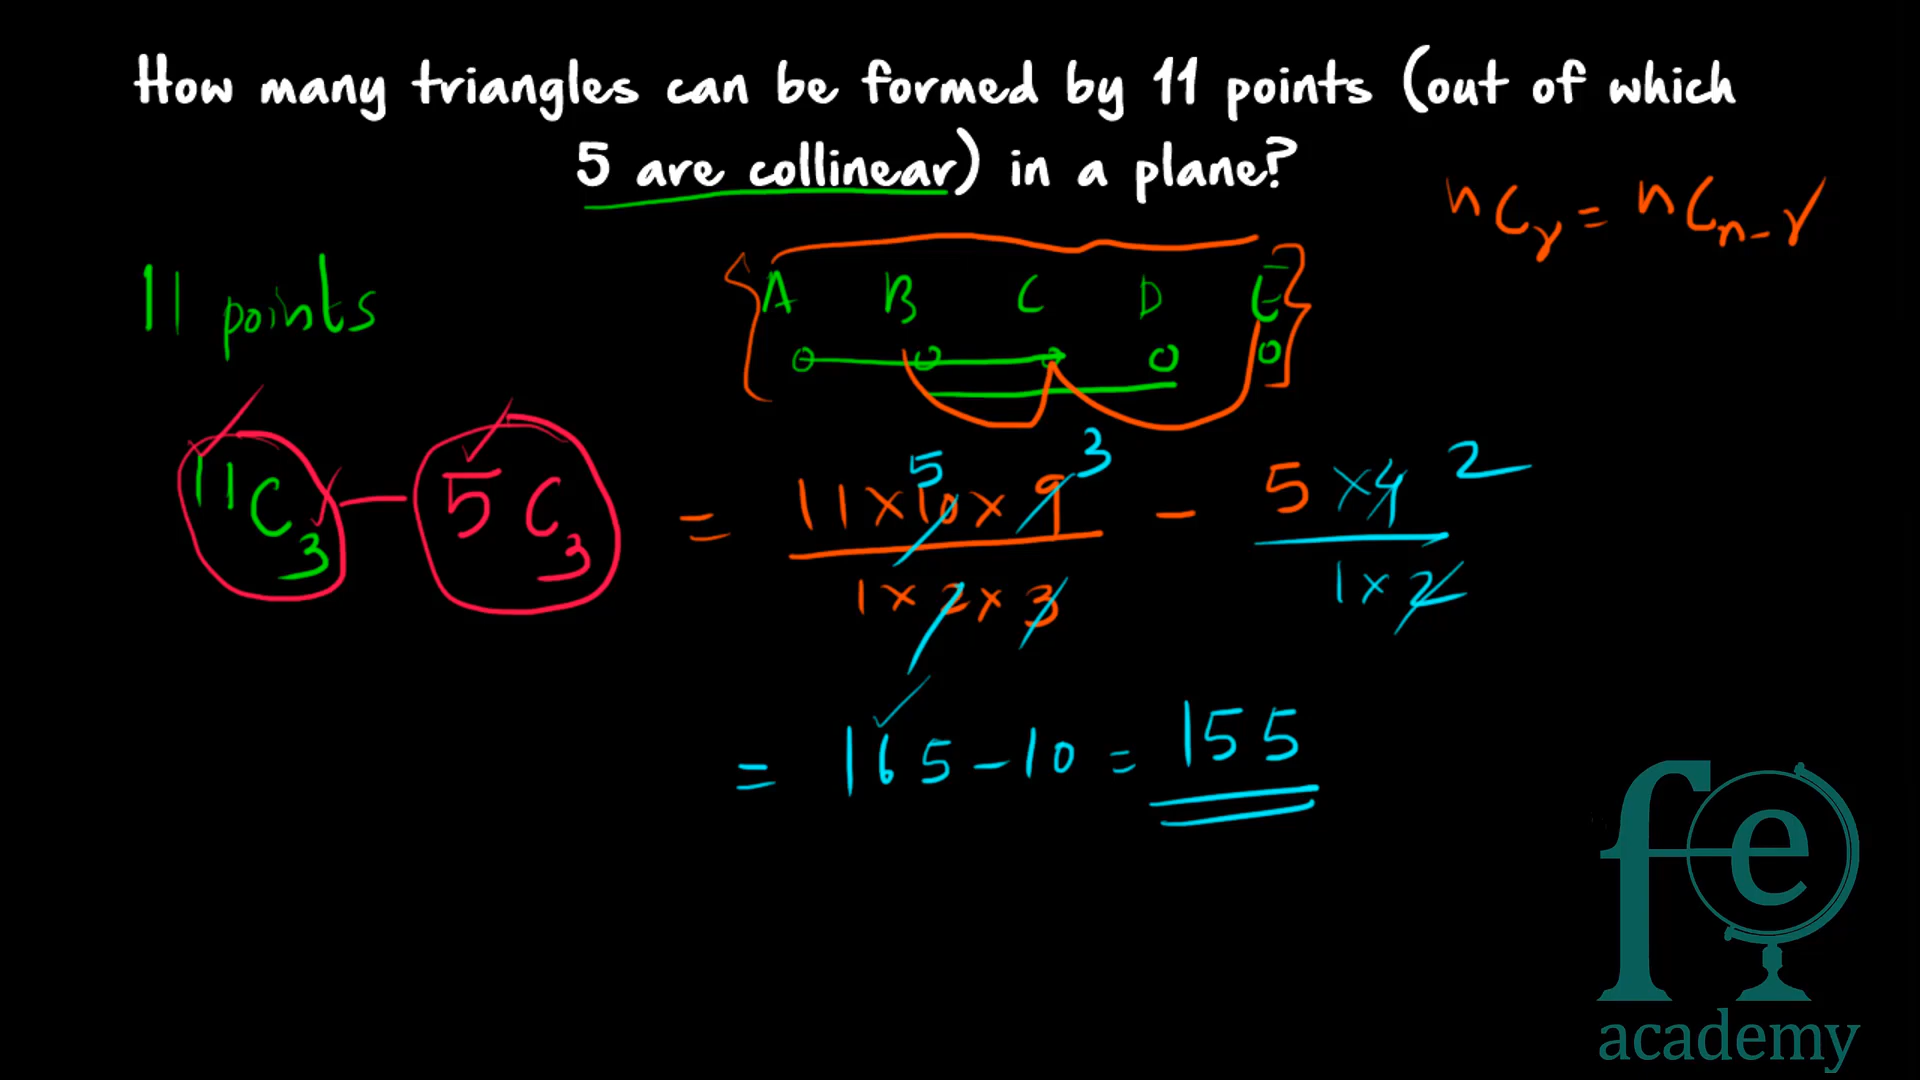 How many triangles can be formed by 11 points (out of which
5 are collinear) in a plane?
nCr = nCn-r
11 points
A B C D E
11C3 - 5C3 = 11 x 10 x 9 / 1 x 2 x 3 - 5 x 4 / 1 x 2
5 3 2
= 165 - 10 = 155
fe
academy